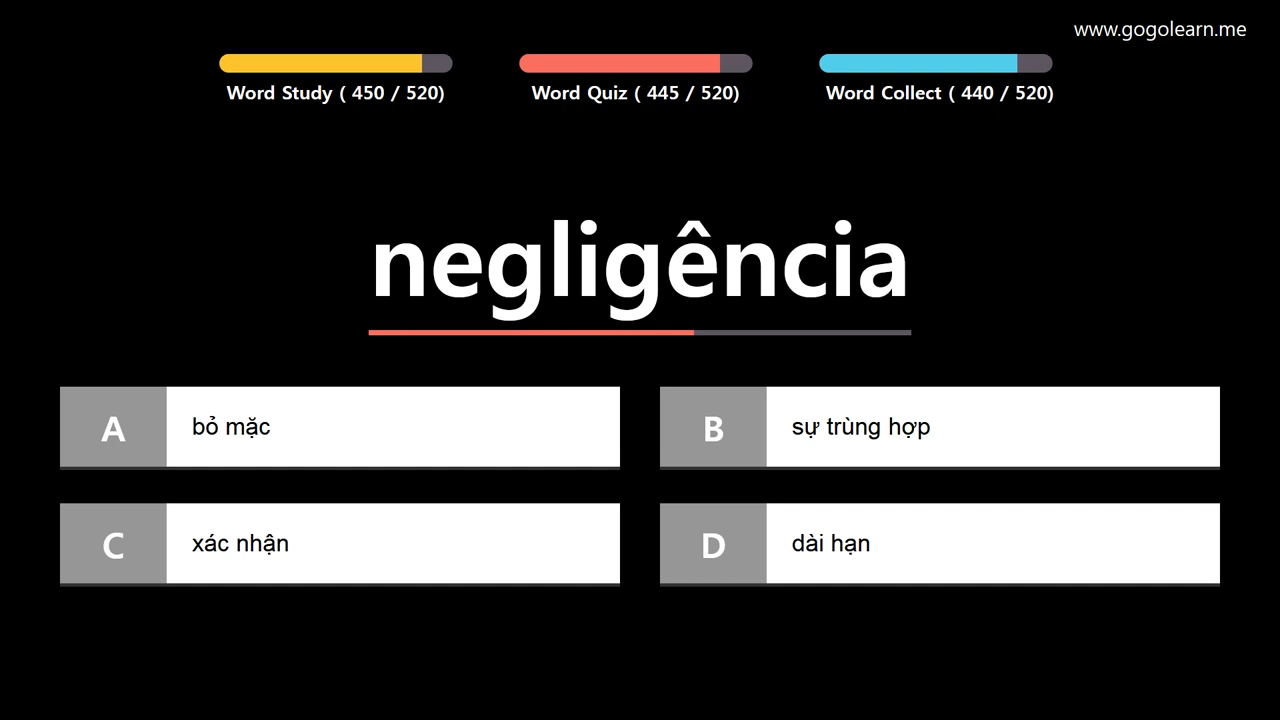 www.gogolearn.me
Word Study ( 450 / 520)
Word Quiz ( 445 / 520)
Word Collect ( 440 / 520)
negligência
A
bỏ mặc
B
sự trùng hợp
C
xác nhận
D
dài hạn